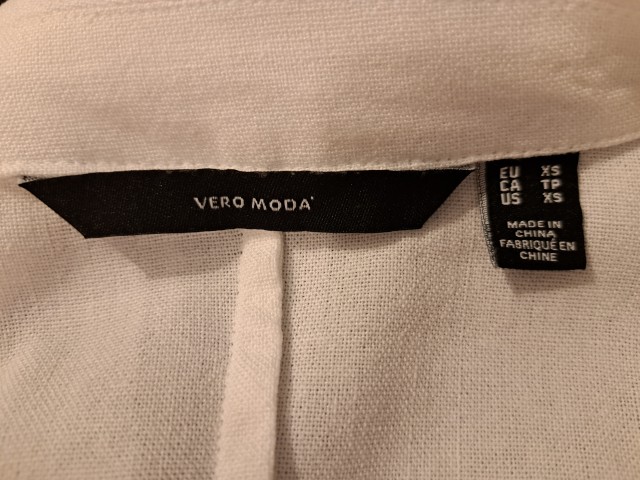 VERO MODA
EU XS
CA TP
US XS
MADE IN
CHINA
FABRIQUÉ EN
CHINE